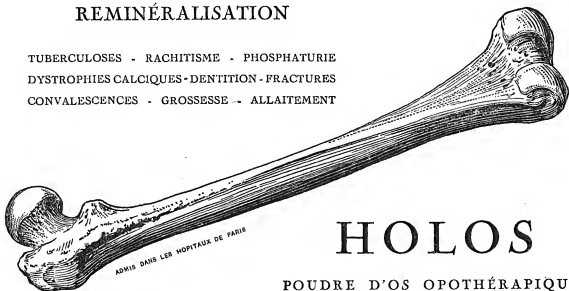 REMINÉRALISATION
TUBERCULOSES - RACHITISME - PHOSPHATURIE
DYSTROPHIES CALCIQUES - DENTITION - FRACTURES
CONVALESCENCES - GROSSESSE - ALLAITEMENT
ADMIS DANS LES HOPITAUX DE PARIS
HOLOS
POUDRE D'OS OPOTHÉRAPIQU